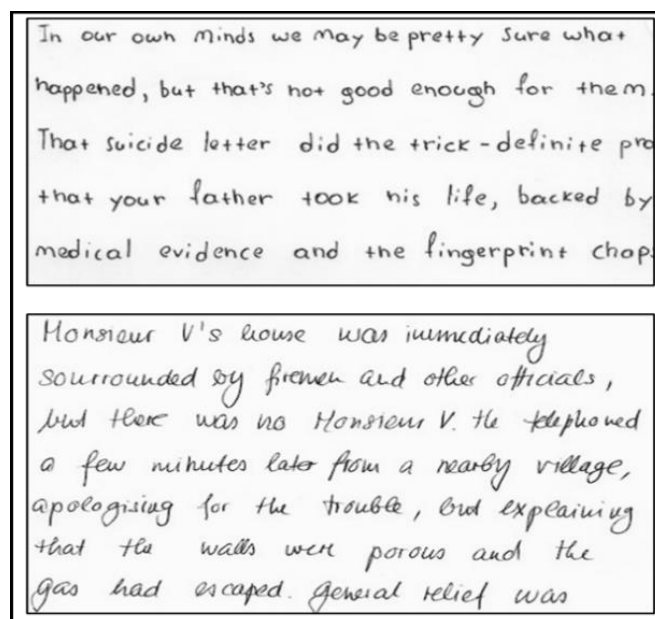 In our own minds we may be pretty sure what
happened, but that's not good enough for them.
That suicide letter did the trick - definite pro
that your father took his life, backed by
medical evidence and the fingerprint chap.
Monsieur V's house was immediately
sourrounded by firemen and other officials,
but there was no Monsieur V. He telephoned
a few minutes later from a nearby village,
apologising for the trouble, but explaining
that the walls were porous and the
gas had escaped. General relief was